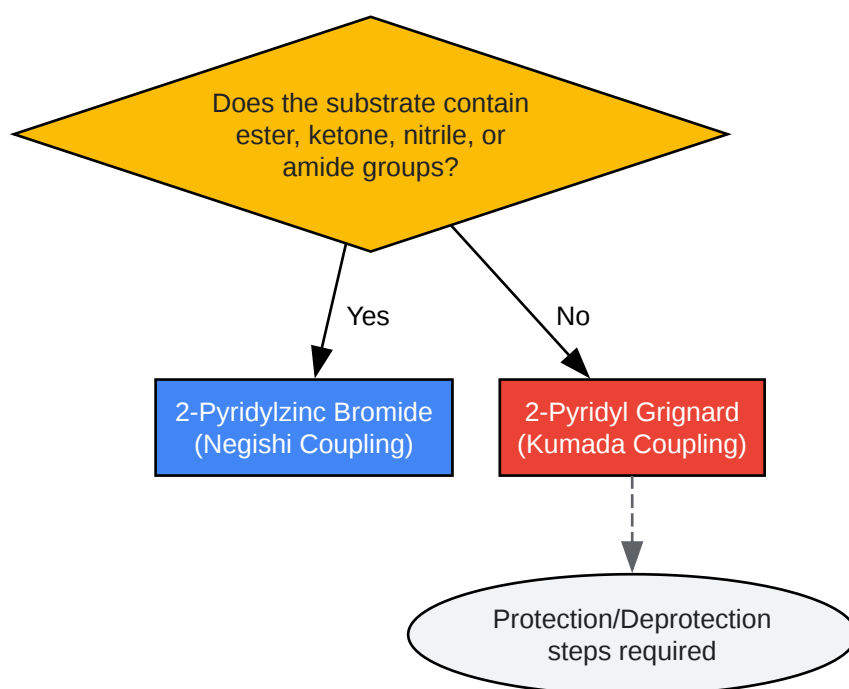 Does the substrate contain
ester, ketone, nitrile, or
amide groups?
Yes
No
2-Pyridylzinc Bromide
(Negishi Coupling)
2-Pyridyl Grignard
(Kumada Coupling)
Protection/Deprotection
steps required